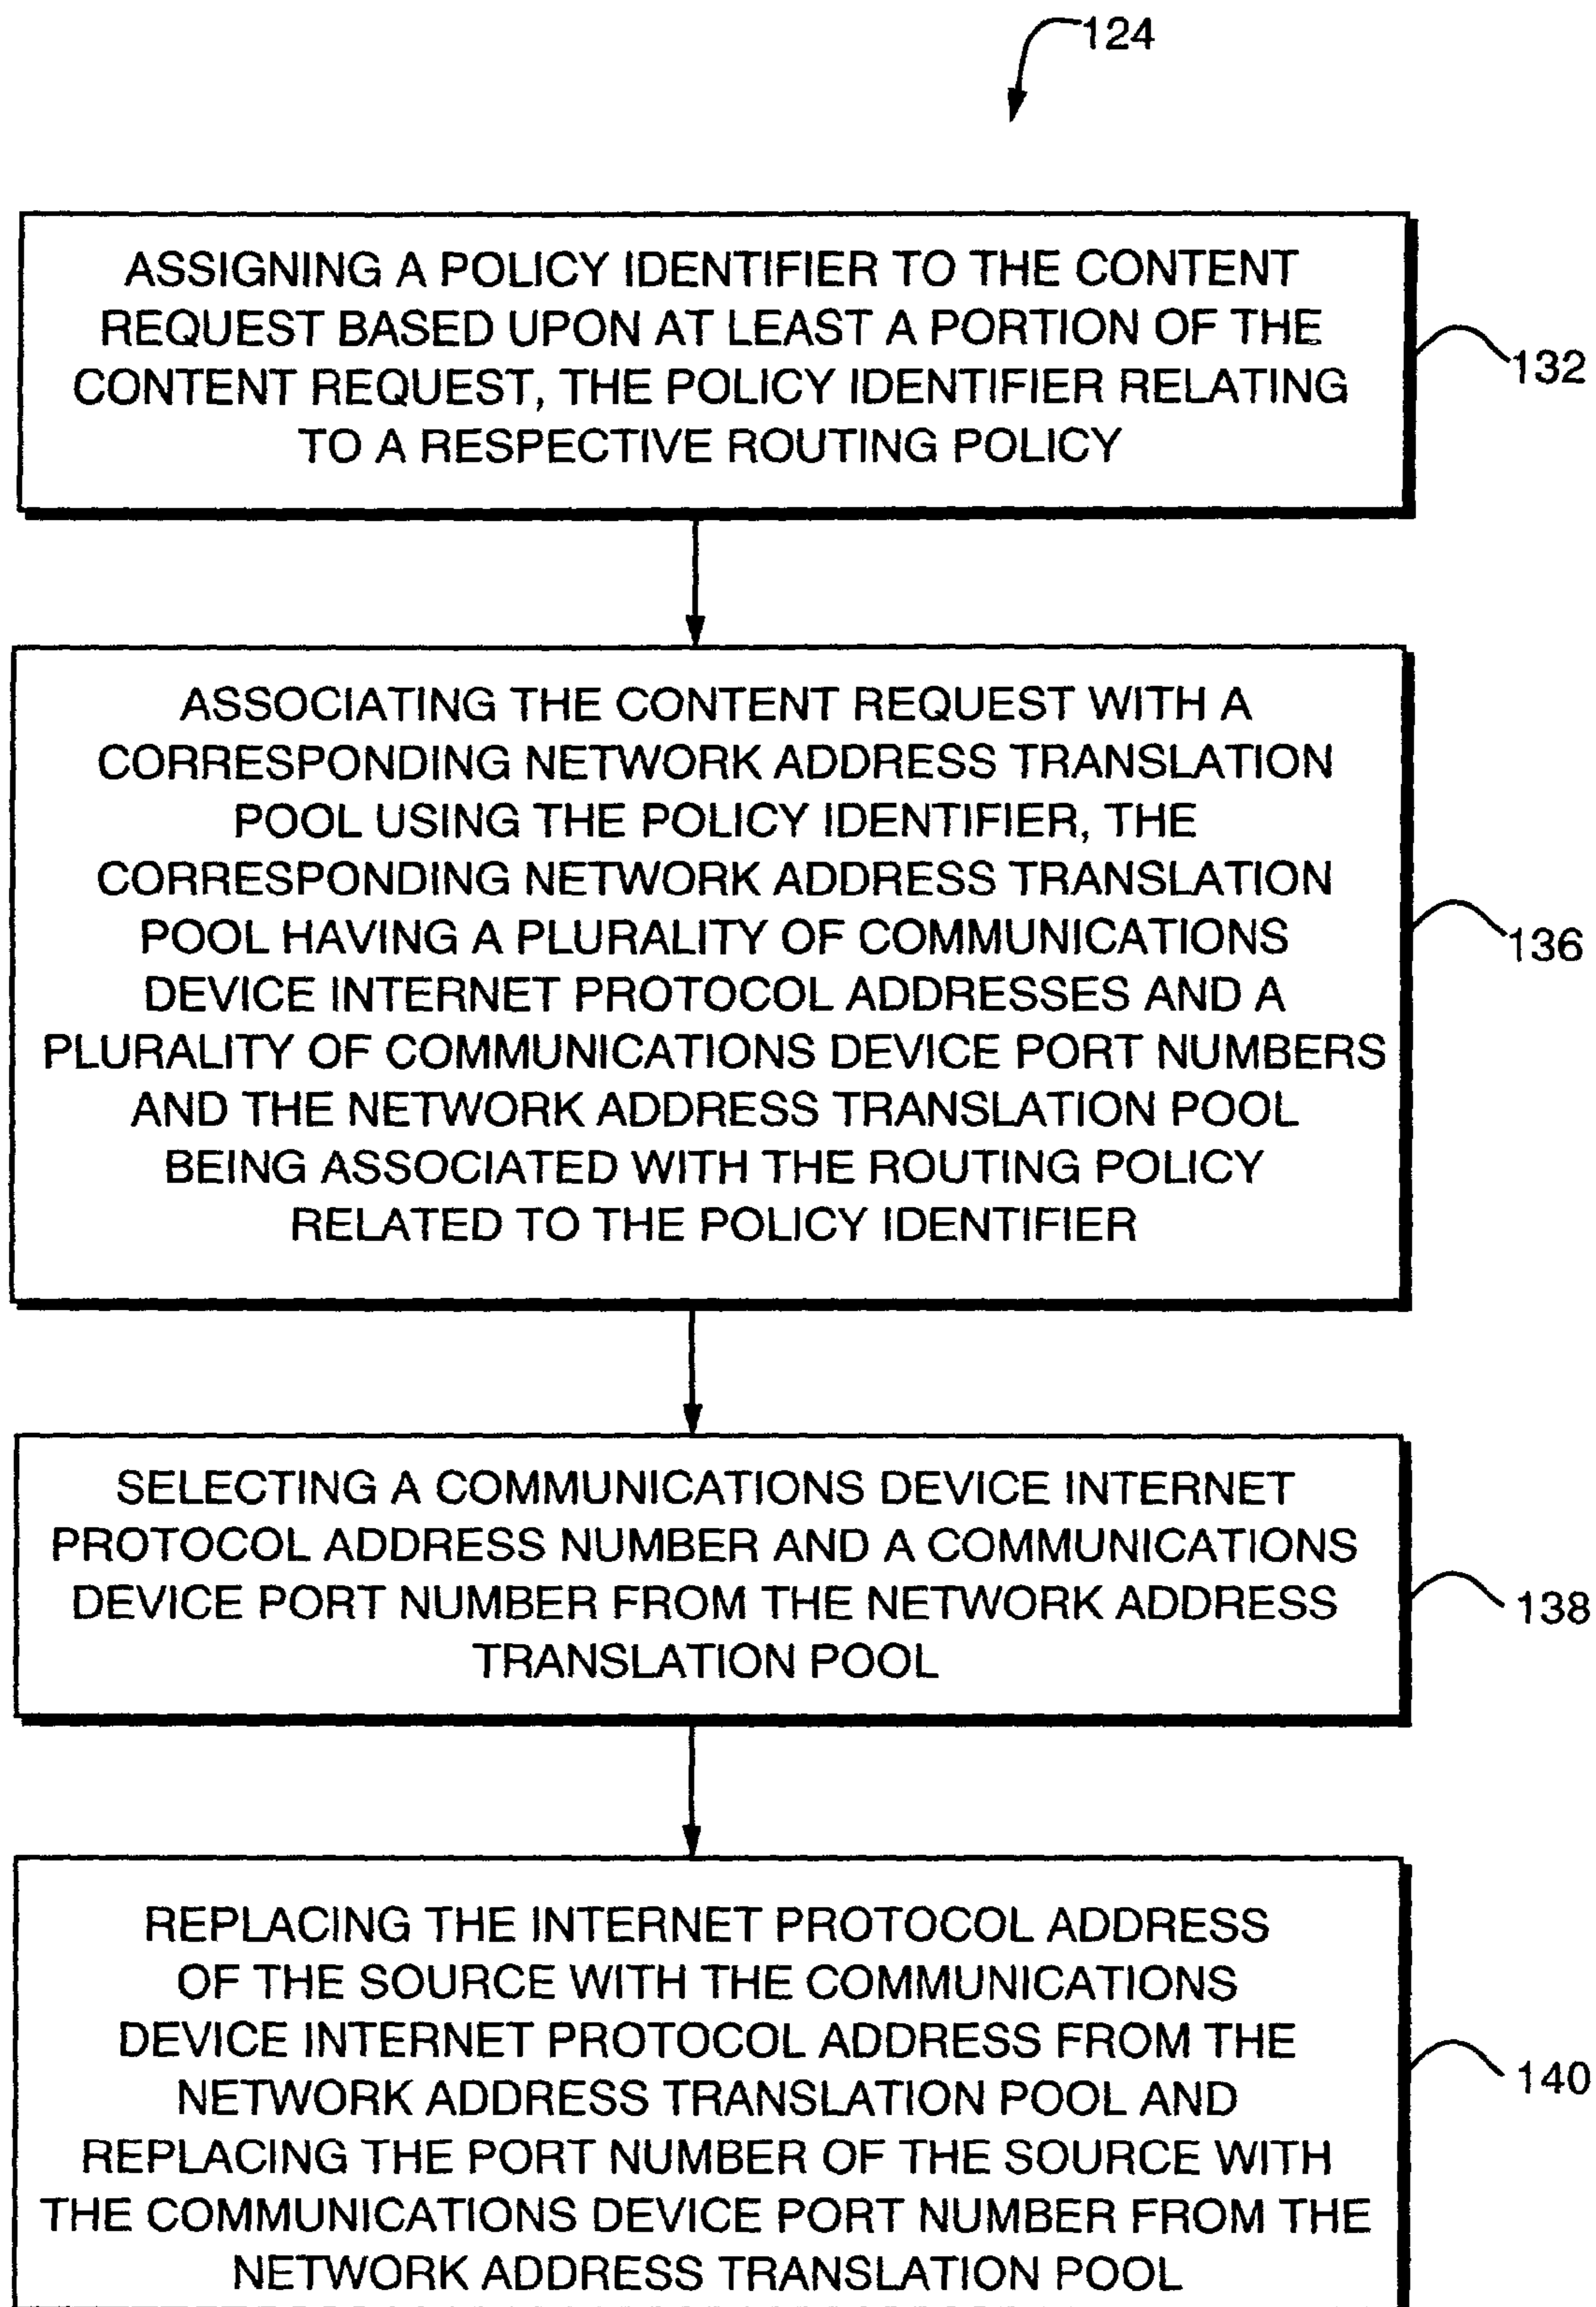 124
ASSIGNING A POLICY IDENTIFIER TO THE CONTENT
REQUEST BASED UPON AT LEAST A PORTION OF THE
CONTENT REQUEST, THE POLICY IDENTIFIER RELATING
TO A RESPECTIVE ROUTING POLICY
132
ASSOCIATING THE CONTENT REQUEST WITH A
CORRESPONDING NETWORK ADDRESS TRANSLATION
POOL USING THE POLICY IDENTIFIER, THE
CORRESPONDING NETWORK ADDRESS TRANSLATION
POOL HAVING A PLURALITY OF COMMUNICATIONS
DEVICE INTERNET PROTOCOL ADDRESSES AND A
PLURALITY OF COMMUNICATIONS DEVICE PORT NUMBERS
AND THE NETWORK ADDRESS TRANSLATION POOL
BEING ASSOCIATED WITH THE ROUTING POLICY
RELATED TO THE POLICY IDENTIFIER
136
SELECTING A COMMUNICATIONS DEVICE INTERNET
PROTOCOL ADDRESS NUMBER AND A COMMUNICATIONS
DEVICE PORT NUMBER FROM THE NETWORK ADDRESS
TRANSLATION POOL
138
REPLACING THE INTERNET PROTOCOL ADDRESS
OF THE SOURCE WITH THE COMMUNICATIONS
DEVICE INTERNET PROTOCOL ADDRESS FROM THE
NETWORK ADDRESS TRANSLATION POOL AND
REPLACING THE PORT NUMBER OF THE SOURCE WITH
THE COMMUNICATIONS DEVICE PORT NUMBER FROM THE
NETWORK ADDRESS TRANSLATION POOL
140